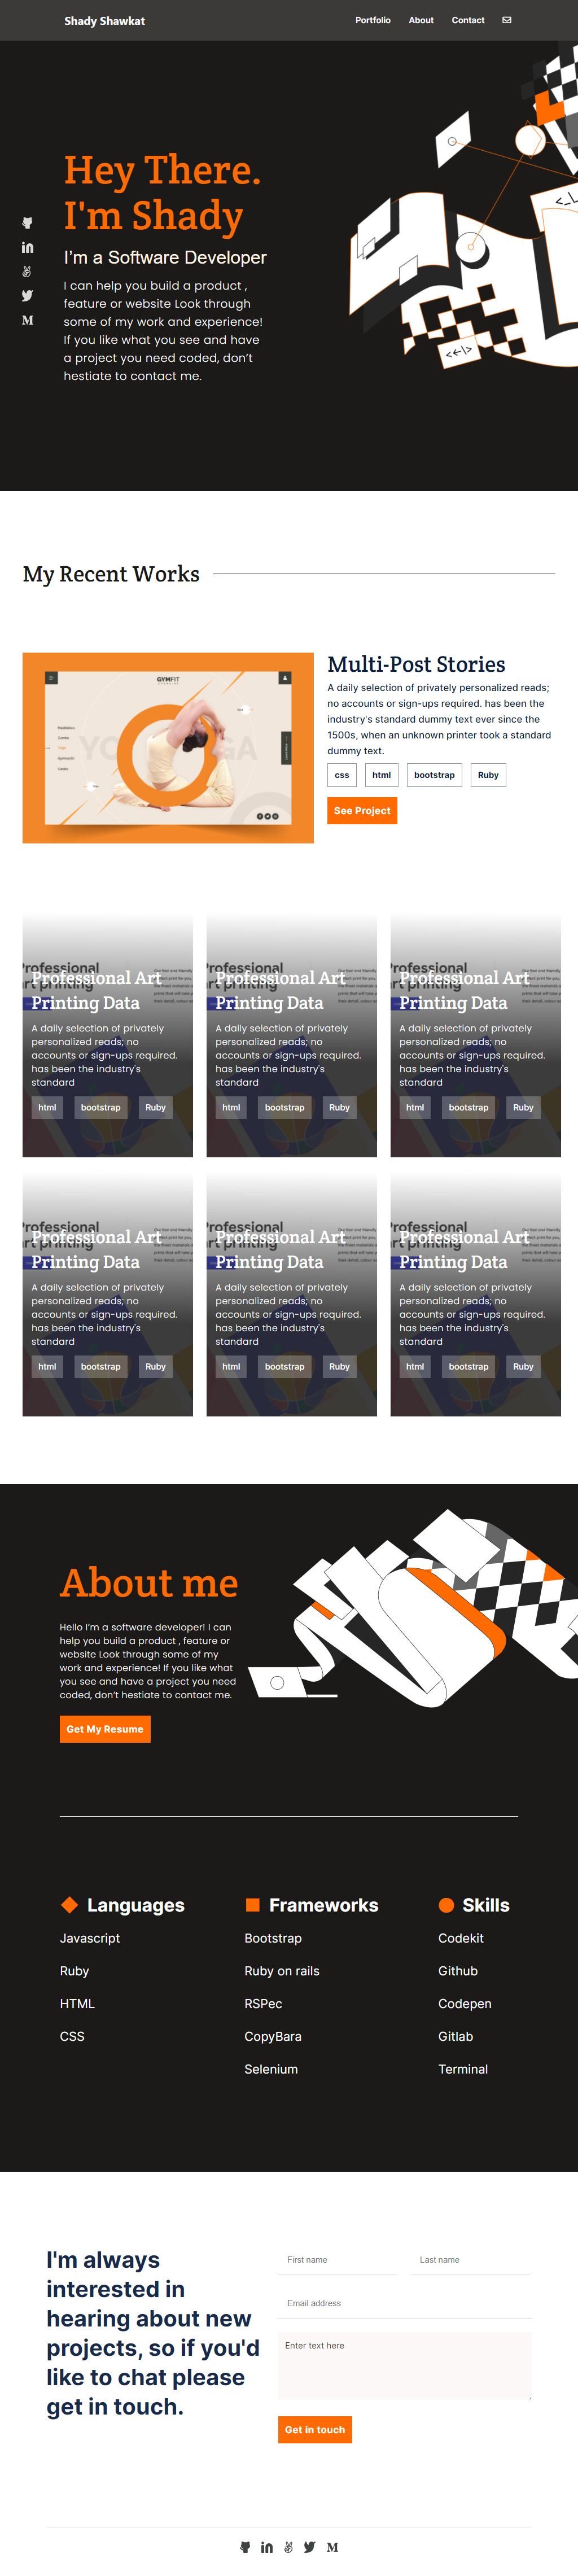 Shady Shawkat
Portfolio About Contact
Hey There.
I'm Shady
I'm a Software Developer
I can help you build a product ,
feature or website Look through
some of my work and experience!
If you like what you see and have
a project you need coded, don't
hestiate to contact me.
My Recent Works
GYMFIT
Multi-Post Stories
A daily selection of privately personalized reads;
no accounts or sign-ups required. has been the
industry's standard dummy text ever since the
1500s, when an unknown printer took a standard
dummy text.
css html bootstrap Ruby
See Project
Professional Art
Printing Data
A daily selection of privately
personalized reads; no
accounts or sign-ups required.
has been the industry's
standard
html bootstrap Ruby
Professional Art
Printing Data
A daily selection of privately
personalized reads; no
accounts or sign-ups required.
has been the industry's
standard
html bootstrap Ruby
Professional Art
Printing Data
A daily selection of privately
personalized reads; no
accounts or sign-ups required.
has been the industry's
standard
html bootstrap Ruby
Professional Art
Printing Data
A daily selection of privately
personalized reads; no
accounts or sign-ups required.
has been the industry's
standard
html bootstrap Ruby
Professional Art
Printing Data
A daily selection of privately
personalized reads; no
accounts or sign-ups required.
has been the industry's
standard
html bootstrap Ruby
Professional Art
Printing Data
A daily selection of privately
personalized reads; no
accounts or sign-ups required.
has been the industry's
standard
html bootstrap Ruby
About me
Hello I'm a software developer! I can
help you build a product , feature or
website Look through some of my
work and experience! If you like what
you see and have a project you need
coded, don't hestiate to contact me.
Get My Resume
Languages
Javascript
Ruby
HTML
CSS
Frameworks
Bootstrap
Ruby on rails
RSPec
CopyBara
Selenium
Skills
Codekit
Github
Codepen
Gitlab
Terminal
I'm always
interested in
hearing about new
projects, so if you'd
like to chat please
get in touch.
First name Last name
Email address
Enter text here
Get in touch